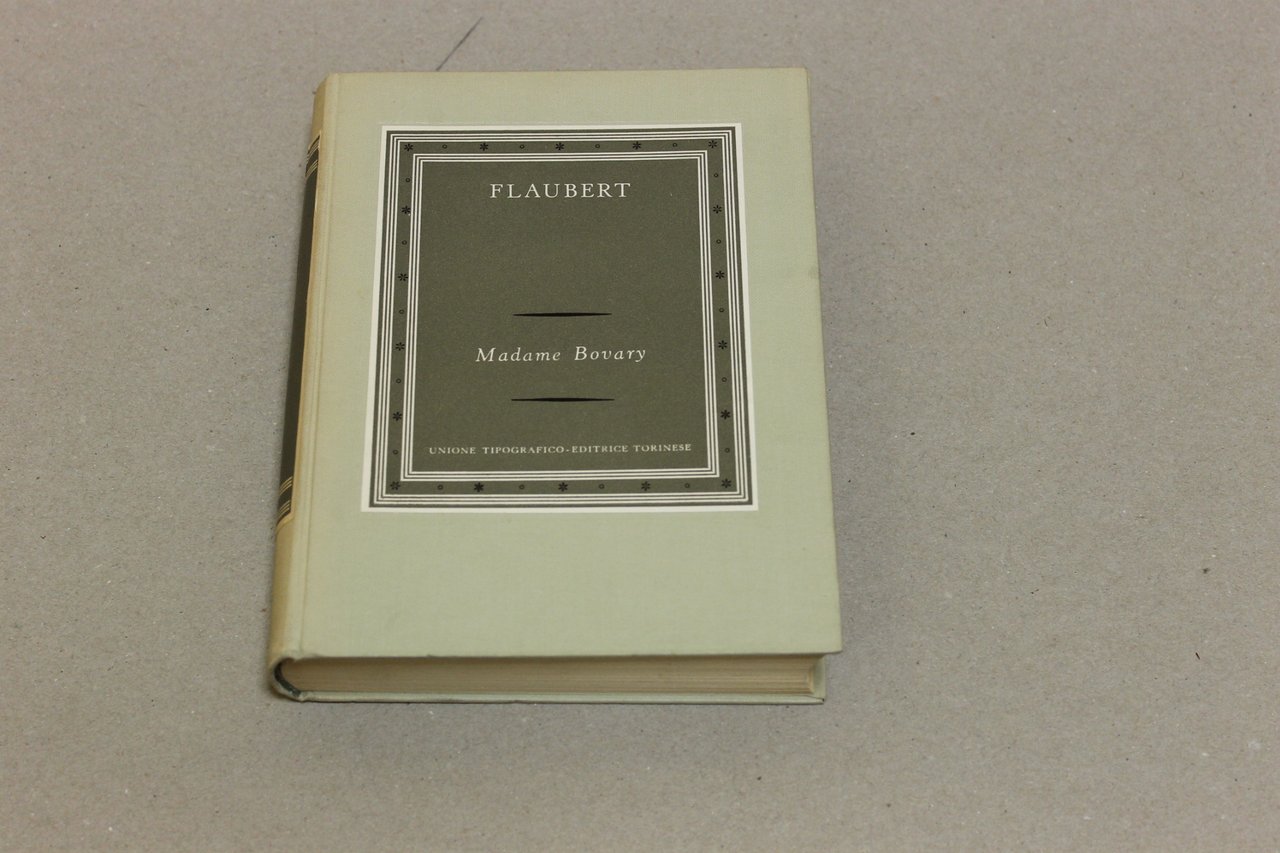 FLAUBERT
Madame Bovary
UNIONE TIPOGRAFICO-EDITRICE TORINESE